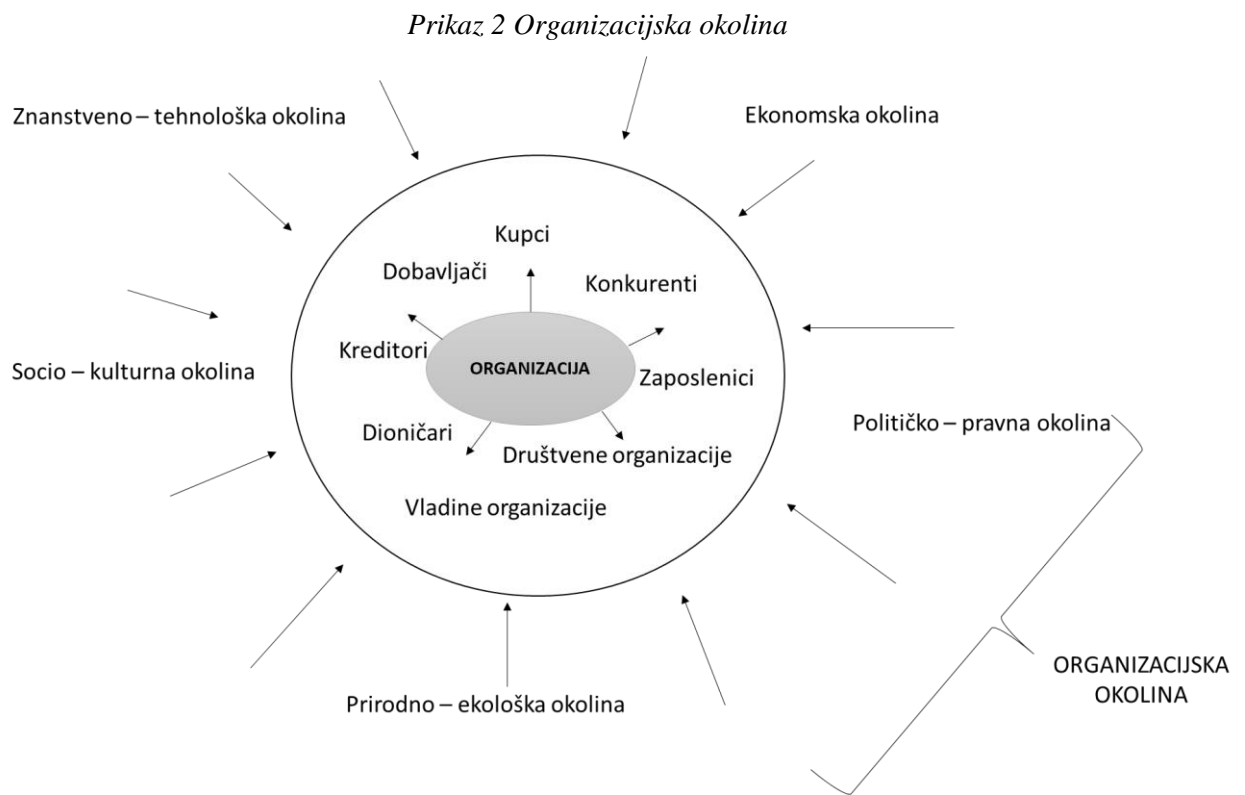 Prikaz 2 Organizacijska okolina
Znanstveno – tehnološka okolina
Ekonomska okolina
Kupci
Dobavljači
Konkurenti
Kreditori
ORGANIZACIJA
Zaposlenici
Socio – kulturna okolina
Dioničari
Društvene organizacije
Političko – pravna okolina
Vladine organizacije
Prirodno – ekološka okolina
ORGANIZACIJSKA
OKOLINA